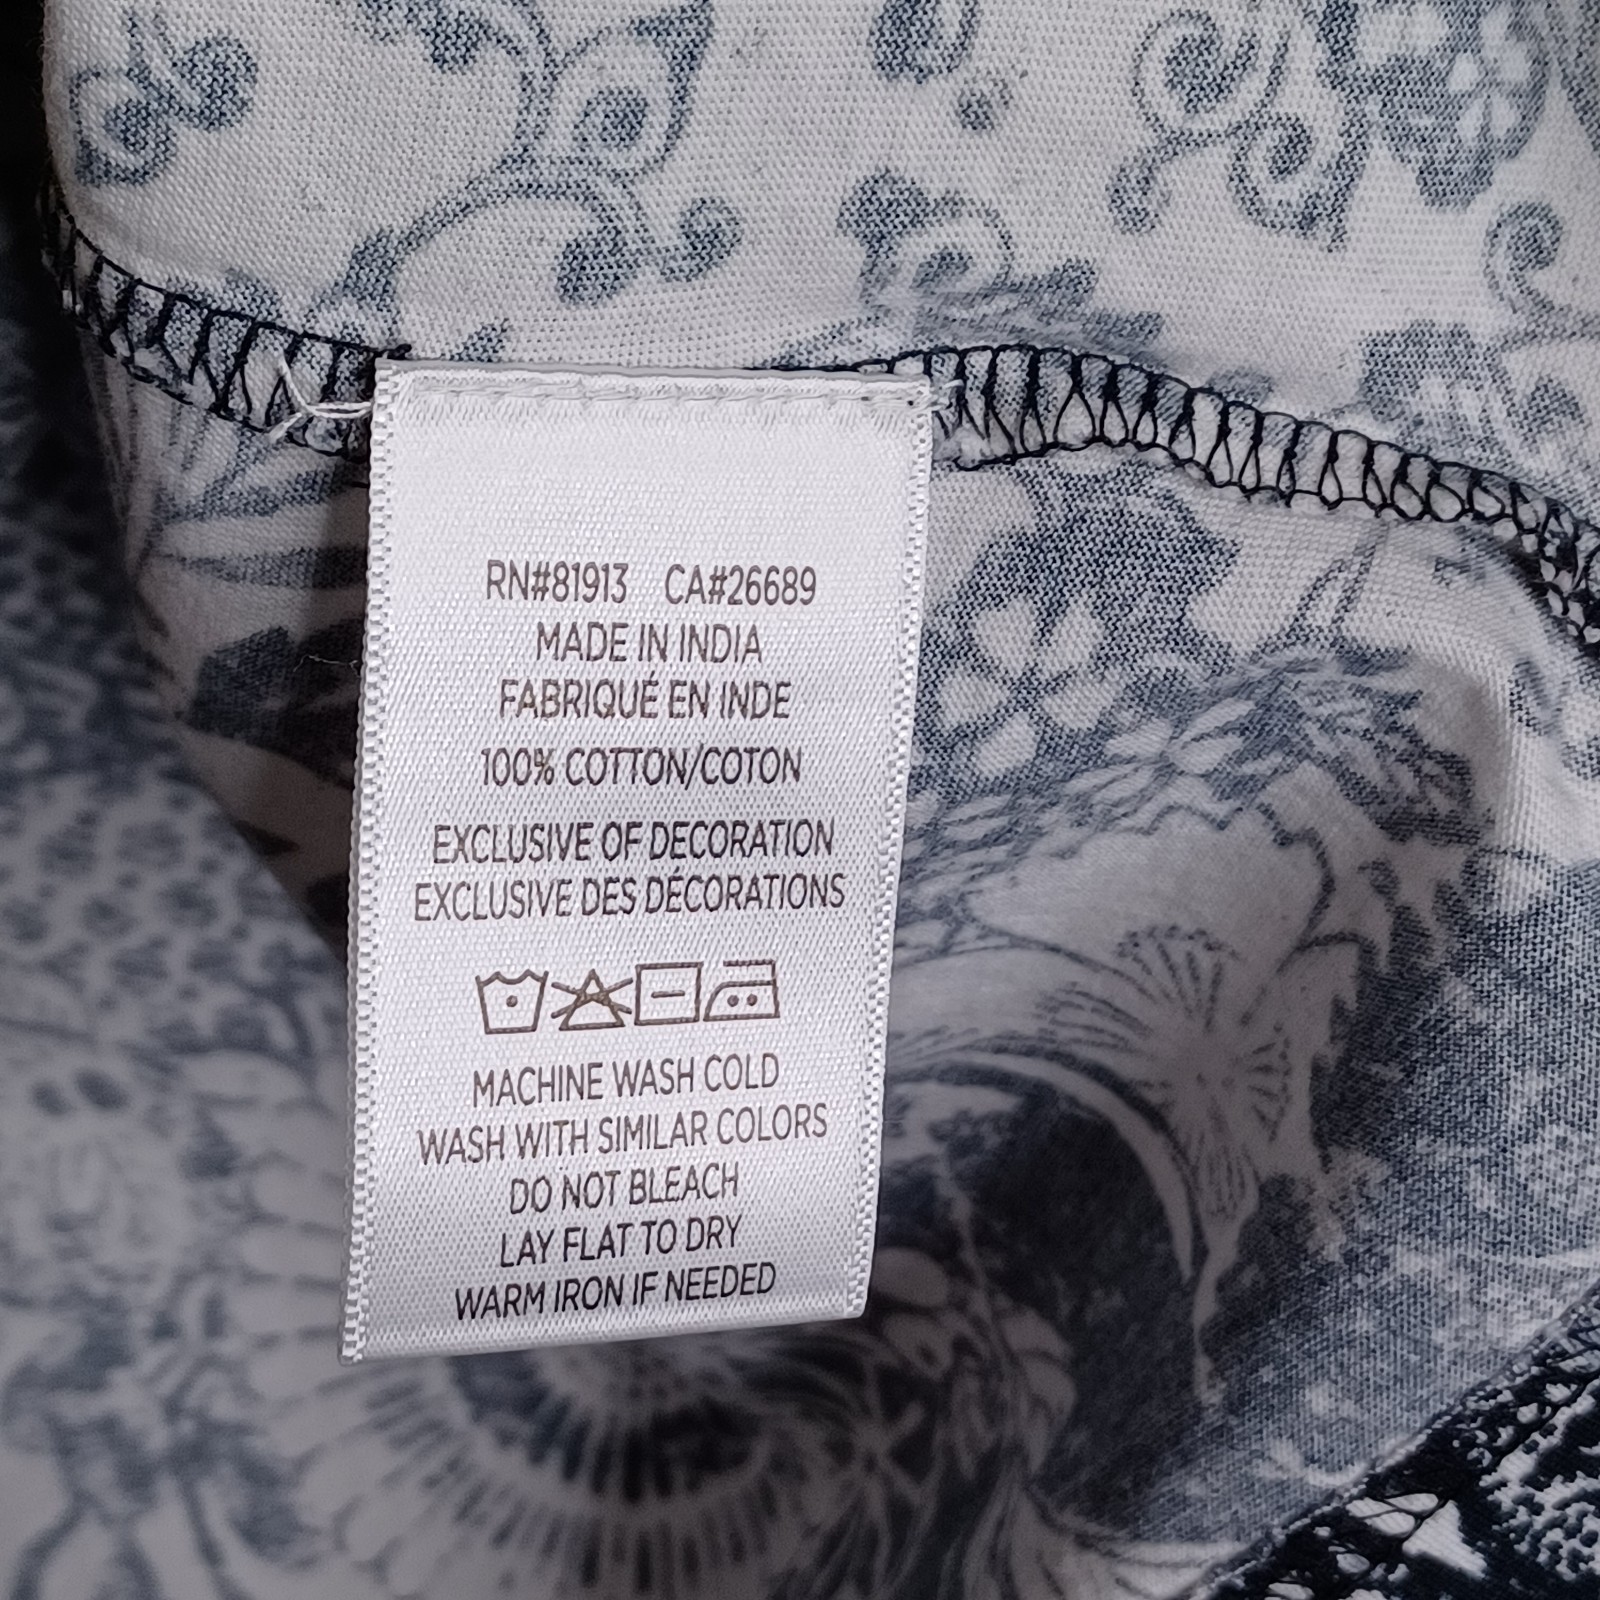 RN#81913 CA#26689
MADE IN INDIA
FABRIQUÉ EN INDE
100% COTTON/COTON
EXCLUSIVE OF DECORATION
EXCLUSIVE DES DÉCORATIONS
MACHINE WASH COLD
WASH WITH SIMILAR COLORS
DO NOT BLEACH
LAY FLAT TO DRY
WARM IRON IF NEEDED